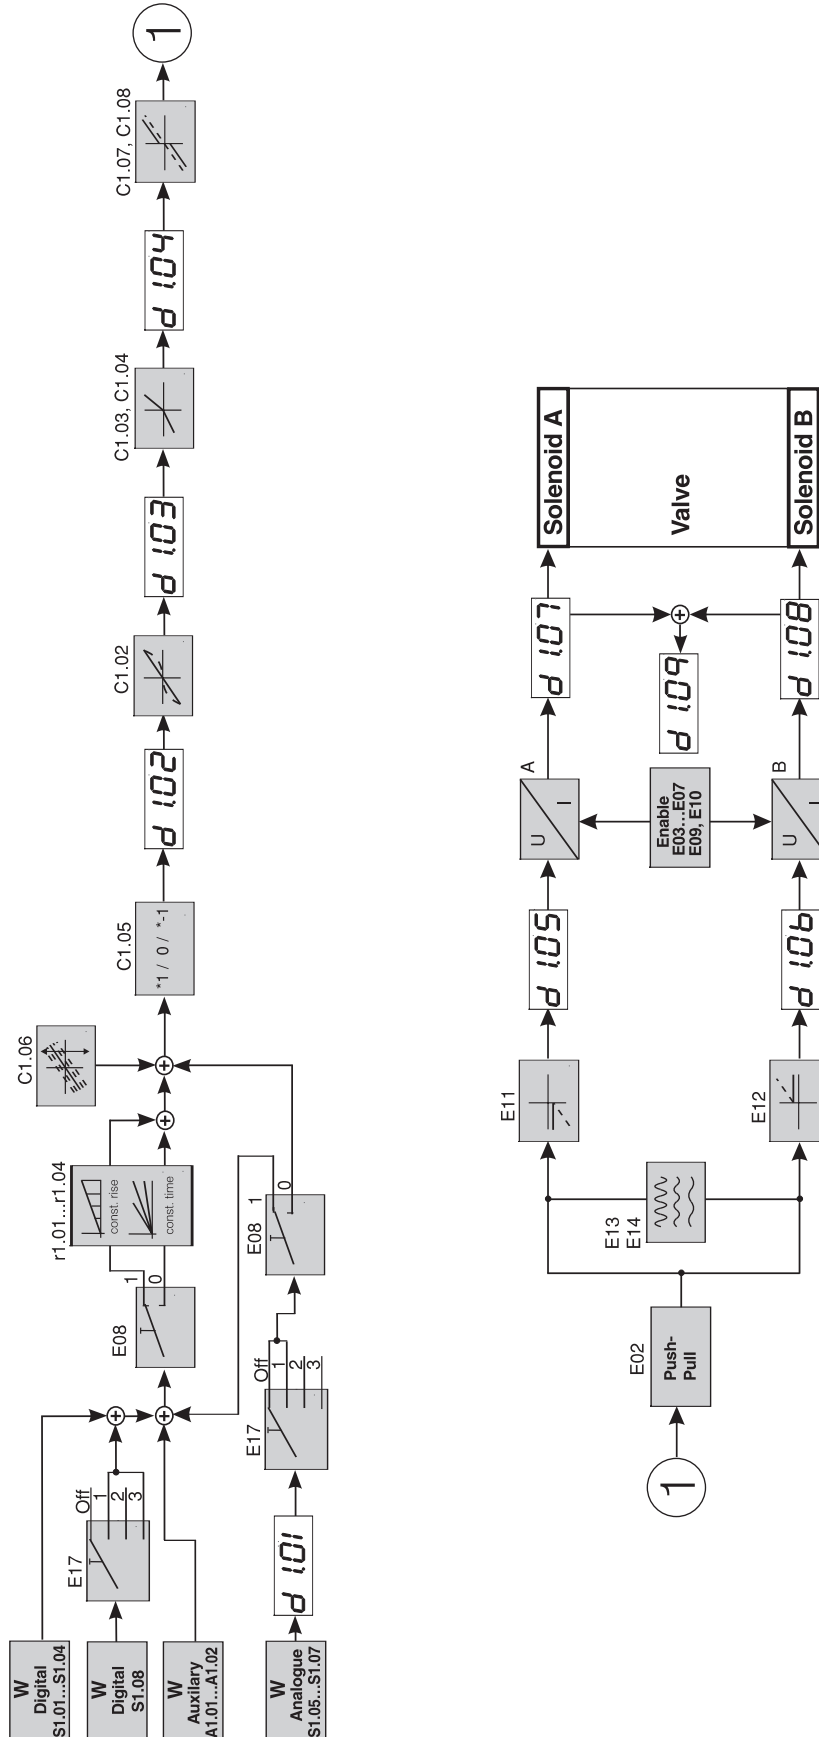 W
Digital
S1.01...S1.04
W
Digital
S1.08
W
Auxilary
A1.01...A1.02
W
Analogue
S1.05...S1.07
E17
Off
1
2
3
d 1.01
E17
Off
1
2
3
E08
1
0
E08
1
0
r1.01...r1.04
const. rise
const. time
C1.06
C1.05
*1 / 0 / *-1
d 1.02
C1.02
d 1.03
C1.03, C1.04
d 1.04
C1.07, C1.08
1
1
E02
Push-
Pull
E13
E14
E11
E12
d 1.05
d 1.06
U
I
A
Enable
E03...E07
E09, E10
U
I
B
d 1.07
d 1.09
d 1.08
Solenoid A
Valve
Solenoid B